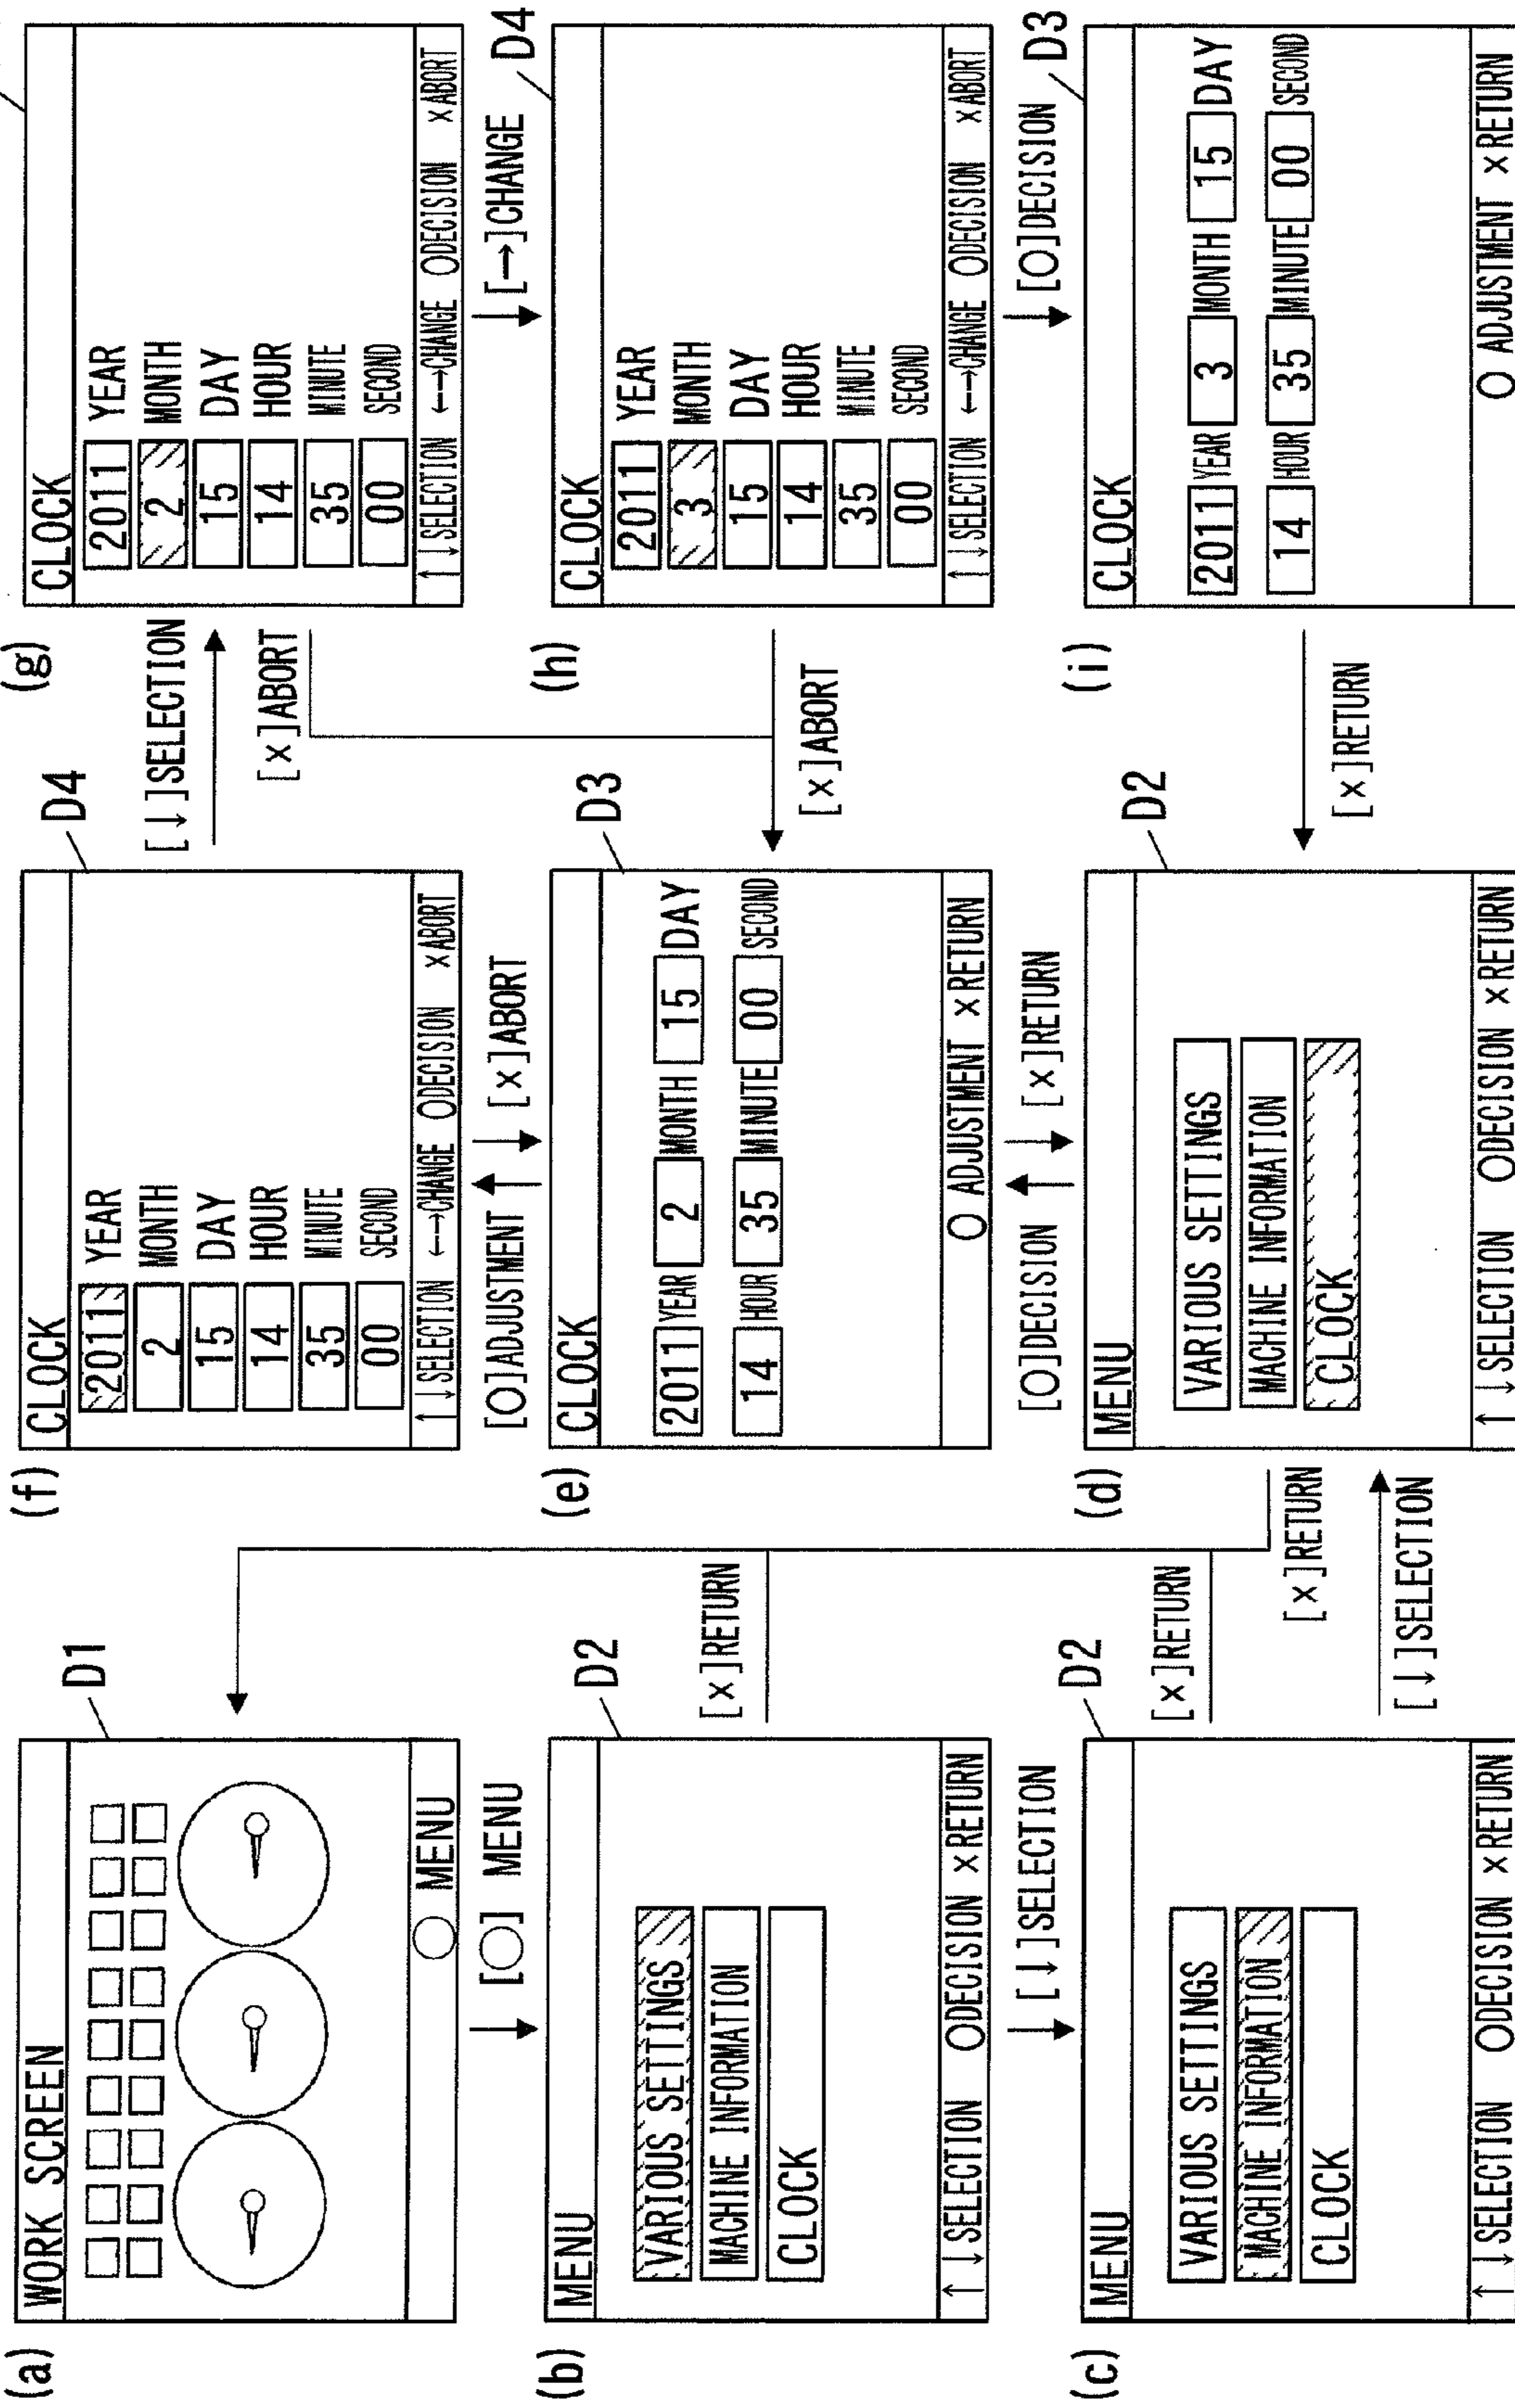 (a)
D1
WORK SCREEN
○ MENU
[○] MENU
(b)
D2
MENU
VARIOUS SETTINGS
MACHINE INFORMATION
CLOCK
↑↓SELECTION ○DECISION ×RETURN
[×]RETURN
[↓]SELECTION
(c)
D2
MENU
VARIOUS SETTINGS
MACHINE INFORMATION
CLOCK
↑↓SELECTION ○DECISION ×RETURN
[×]RETURN
[↓]SELECTION
(d)
D2
MENU
VARIOUS SETTINGS
MACHINE INFORMATION
CLOCK
↑↓SELECTION ○DECISION ×RETURN
[×]RETURN
[○]DECISION
[×]RETURN
(e)
D3
CLOCK
2011 YEAR 2 MONTH 15 DAY
14 HOUR 35 MINUTE 00 SECOND
○ ADJUSTMENT ×RETURN
[○]ADJUSTMENT
[×]ABORT
(f)
D4
CLOCK
2011 YEAR
2 MONTH
15 DAY
14 HOUR
35 MINUTE
00 SECOND
↑↓SELECTION ←→CHANGE ○DECISION ×ABORT
[↓]SELECTION
[×]ABORT
(g)
CLOCK
2011 YEAR
2 MONTH
15 DAY
14 HOUR
35 MINUTE
00 SECOND
↑↓SELECTION ←→CHANGE ○DECISION ×ABORT
[→]CHANGE
(h)
D4
CLOCK
2011 YEAR
3 MONTH
15 DAY
14 HOUR
35 MINUTE
00 SECOND
↑↓SELECTION ←→CHANGE ○DECISION ×ABORT
[×]ABORT
[○]DECISION
(i)
D3
CLOCK
2011 YEAR 3 MONTH 15 DAY
14 HOUR 35 MINUTE 00 SECOND
○ ADJUSTMENT ×RETURN
[×]RETURN